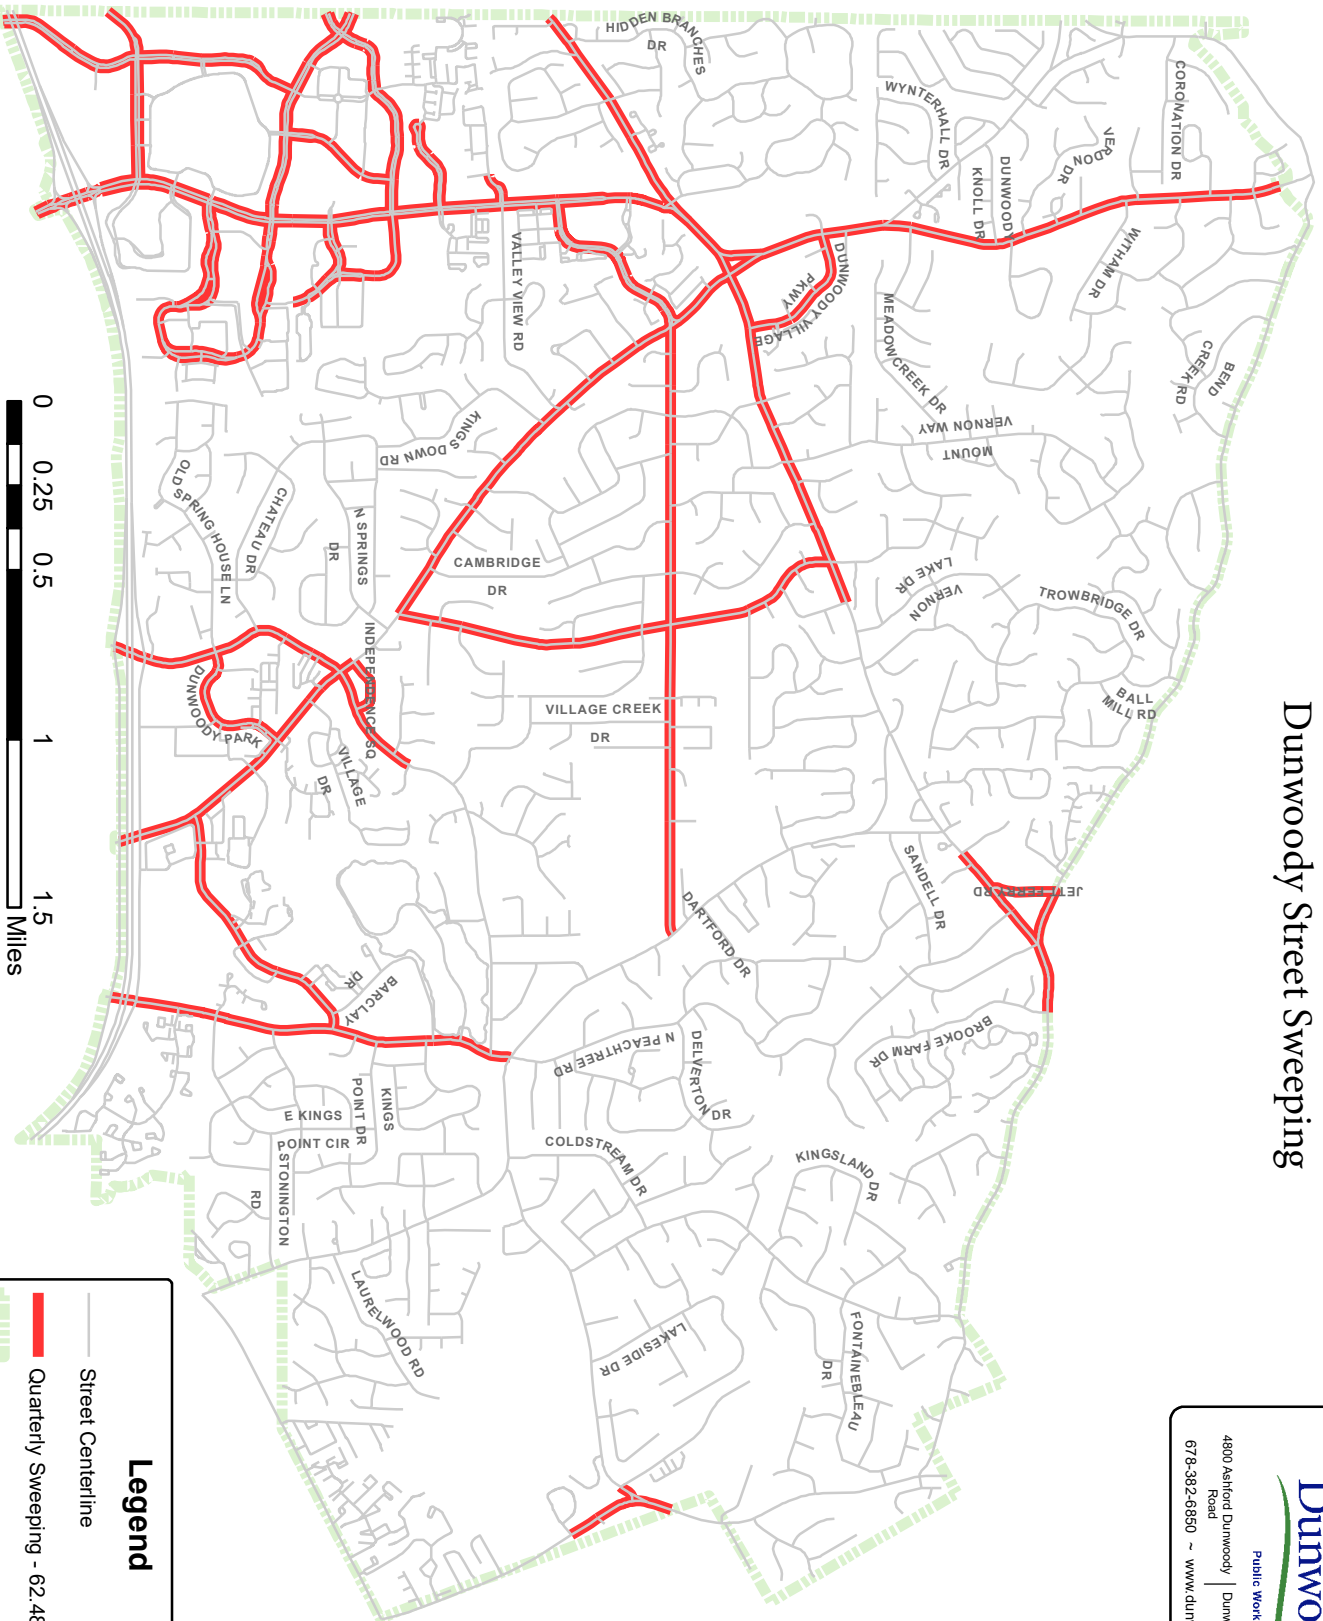 Dunwoody Street Sweeping
HIDDEN BRANCHES
DR
WYNTERHALL DR
CORONATION DR
VERDON DR
DUNWOODY
KNOLL DR
WITHAM DR
VALLEY VIEW RD
DUNWOODY VILLAGE
PKWY
MEADOWCREEK DR
BEND
CREEK RD
MOUNT
VERNON WAY
KINGS DOWN RD
OLD
SPRING HOUSE LN
CHATEAU DR
N SPRINGS
DR
CAMBRIDGE
DR
VERNON
LAKE DR
TROWBRIDGE DR
BALL
MILL RD
INDEPENDENCE SQ
DUNWOODY PARK
VILLAGE
DR
VILLAGE CREEK
DR
SANDELL DR
JETT FERRY RD
DARTFORD DR
BARCLAY
DR
N PEACHTREE RD
DELVERTON DR
BROOKE FARM DR
KINGS
POINT DR
E KINGS
POINT CIR
STONINGTON
RD
COLDSTREAM DR
KINGSLAND DR
LAURELWOOD RD
LAKESIDE DR
FONTAINEBLEAU
DR
0 0.25 0.5 1 1.5
Miles
Legend
Street Centerline
Quarterly Sweeping - 62.48
Dunwo
Public Work
4800 Ashford Dunwoody
Road
Dunw
678-382-6850 ~ www.dun